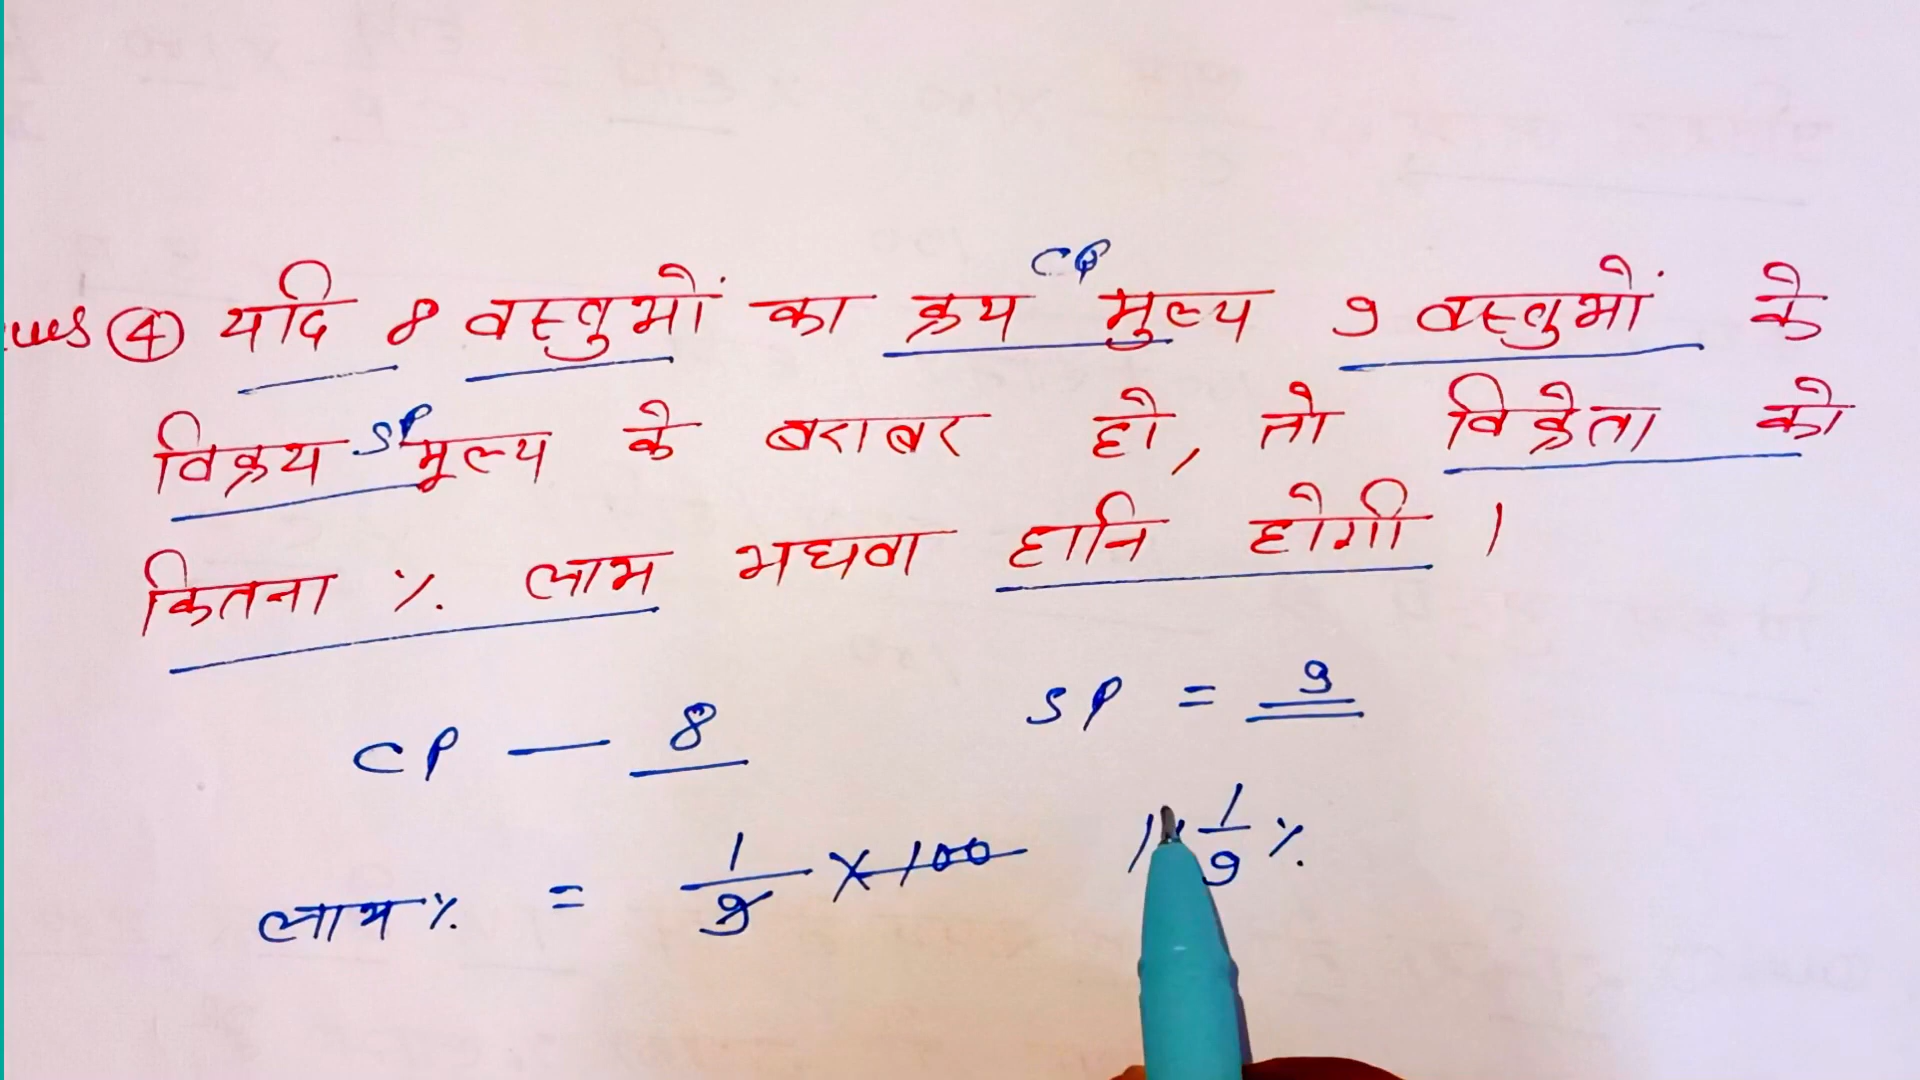 ues ④ यदि 8 वस्तुओं का क्रय CP मूल्य 9 वस्तुओं के
विक्रय SP मूल्य के बराबर हो, तो विक्रेता को
कितना % लाभ अथवा हानि होगी ।
CP — 8 SP = 9
लाभ % = 1/9 × 100 11 1/9 %